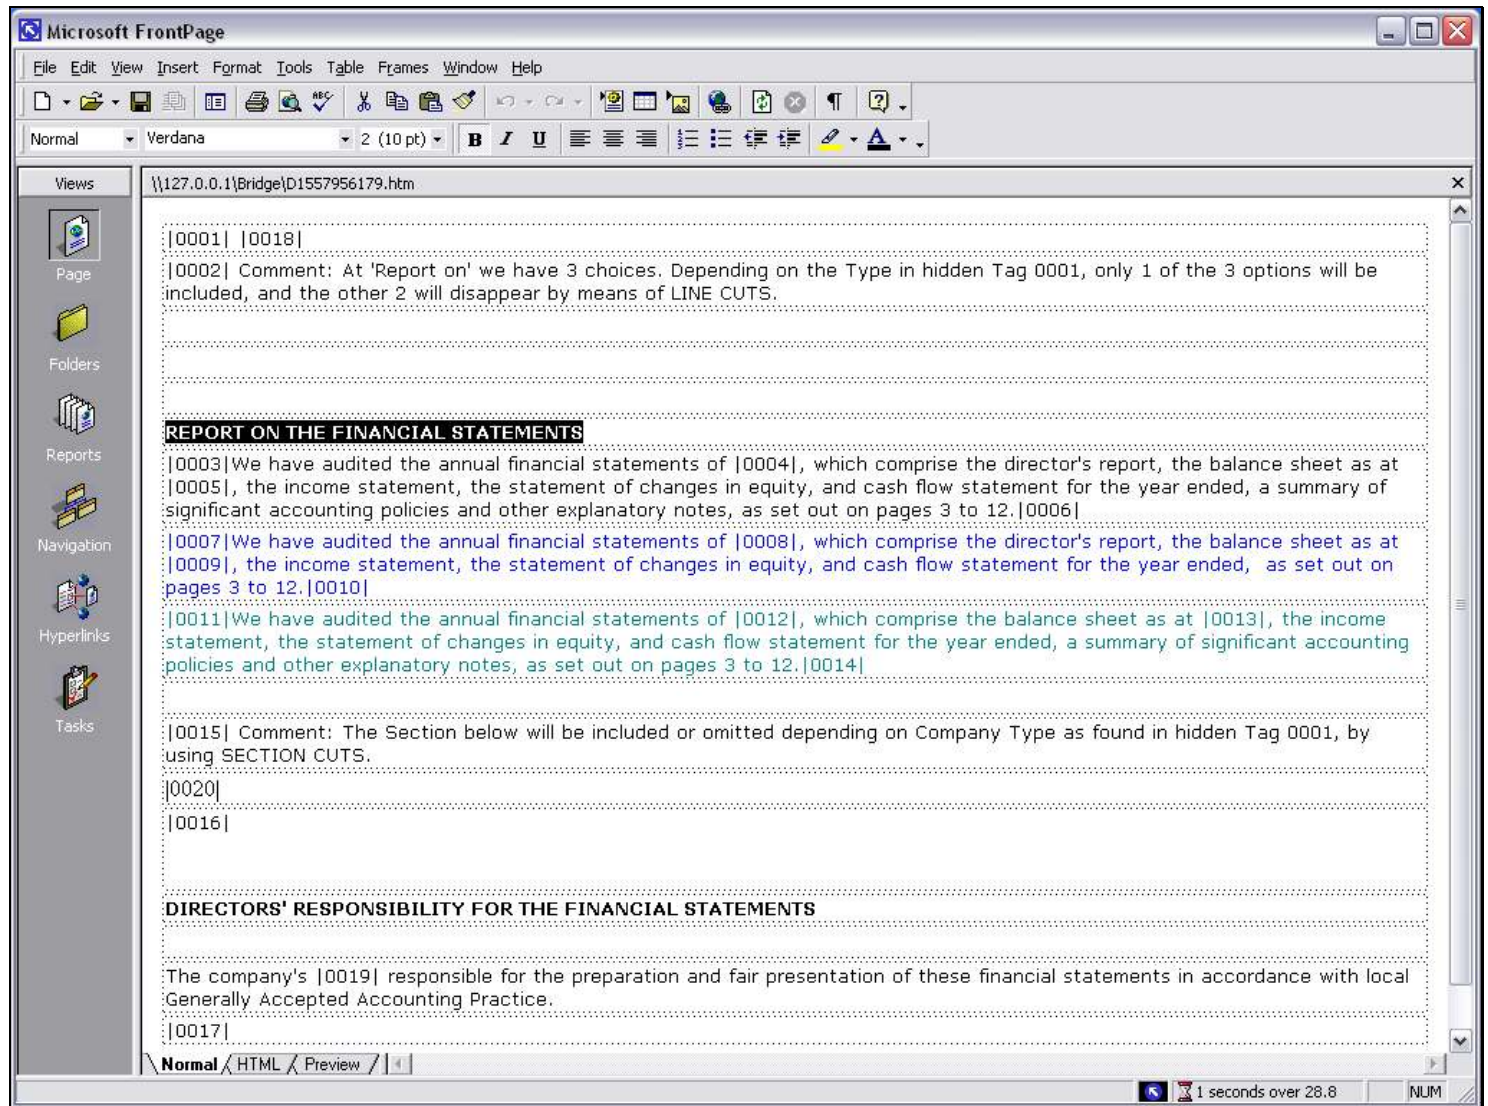 Microsoft FrontPage
File Edit View Insert Format Tools Table Frames Window Help
Normal Verdana 2 (10 pt) B I U A
Views \\127.0.0.1\Bridge\D1557956179.htm
|0001| |0018|
Page
|0002| Comment: At 'Report on' we have 3 choices. Depending on the Type in hidden Tag 0001, only 1 of the 3 options will be
included, and the other 2 will disappear by means of LINE CUTS.
Folders
REPORT ON THE FINANCIAL STATEMENTS
Reports
|0003|We have audited the annual financial statements of |0004|, which comprise the director's report, the balance sheet as at
|0005|, the income statement, the statement of changes in equity, and cash flow statement for the year ended, a summary of
significant accounting policies and other explanatory notes, as set out on pages 3 to 12.|0006|
Navigation
|0007|We have audited the annual financial statements of |0008|, which comprise the director's report, the balance sheet as at
|0009|, the income statement, the statement of changes in equity, and cash flow statement for the year ended, as set out on
pages 3 to 12.|0010|
Hyperlinks
|0011|We have audited the annual financial statements of |0012|, which comprise the balance sheet as at |0013|, the income
statement, the statement of changes in equity, and cash flow statement for the year ended, a summary of significant accounting
policies and other explanatory notes, as set out on pages 3 to 12.|0014|
Tasks
|0015| Comment: The Section below will be included or omitted depending on Company Type as found in hidden Tag 0001, by
using SECTION CUTS.
|0020|
|0016|
DIRECTORS' RESPONSIBILITY FOR THE FINANCIAL STATEMENTS
The company's |0019| responsible for the preparation and fair presentation of these financial statements in accordance with local
Generally Accepted Accounting Practice.
|0017|
Normal HTML Preview
1 seconds over 28.8 NUM